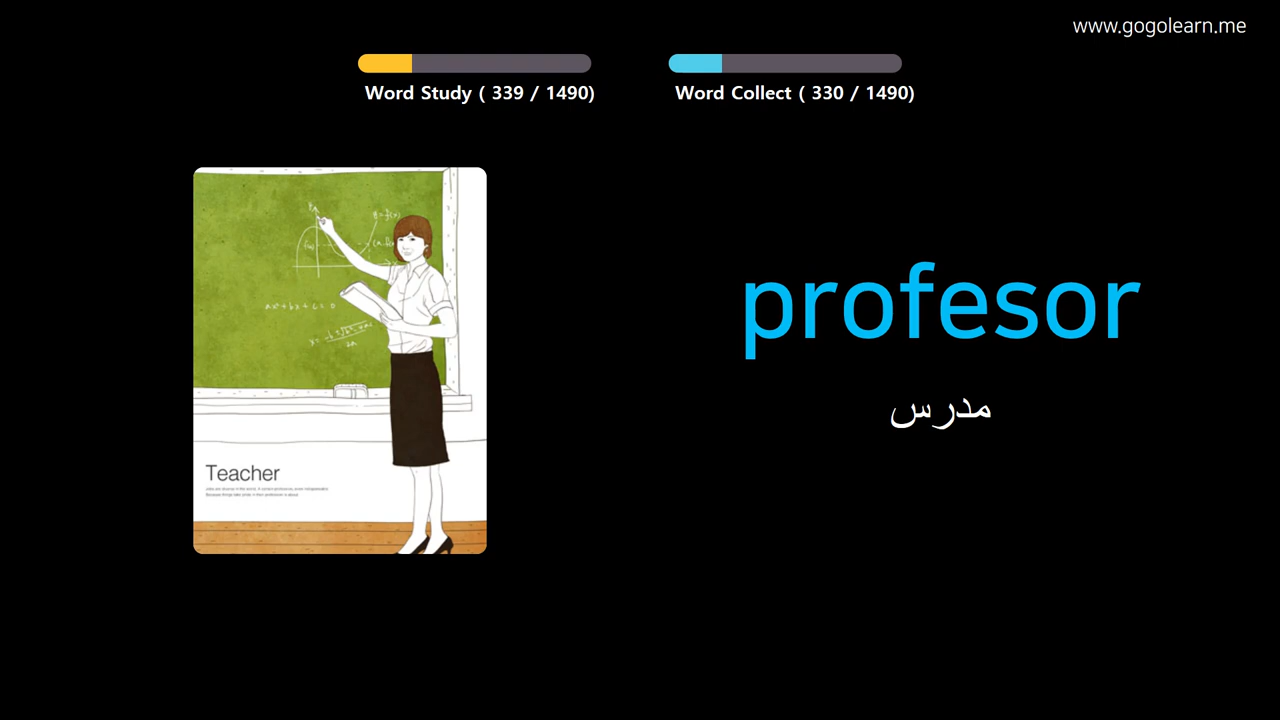 www.gogolearn.me
Word Study ( 339 / 1490)
Word Collect ( 330 / 1490)
profesor
مدرس
Teacher